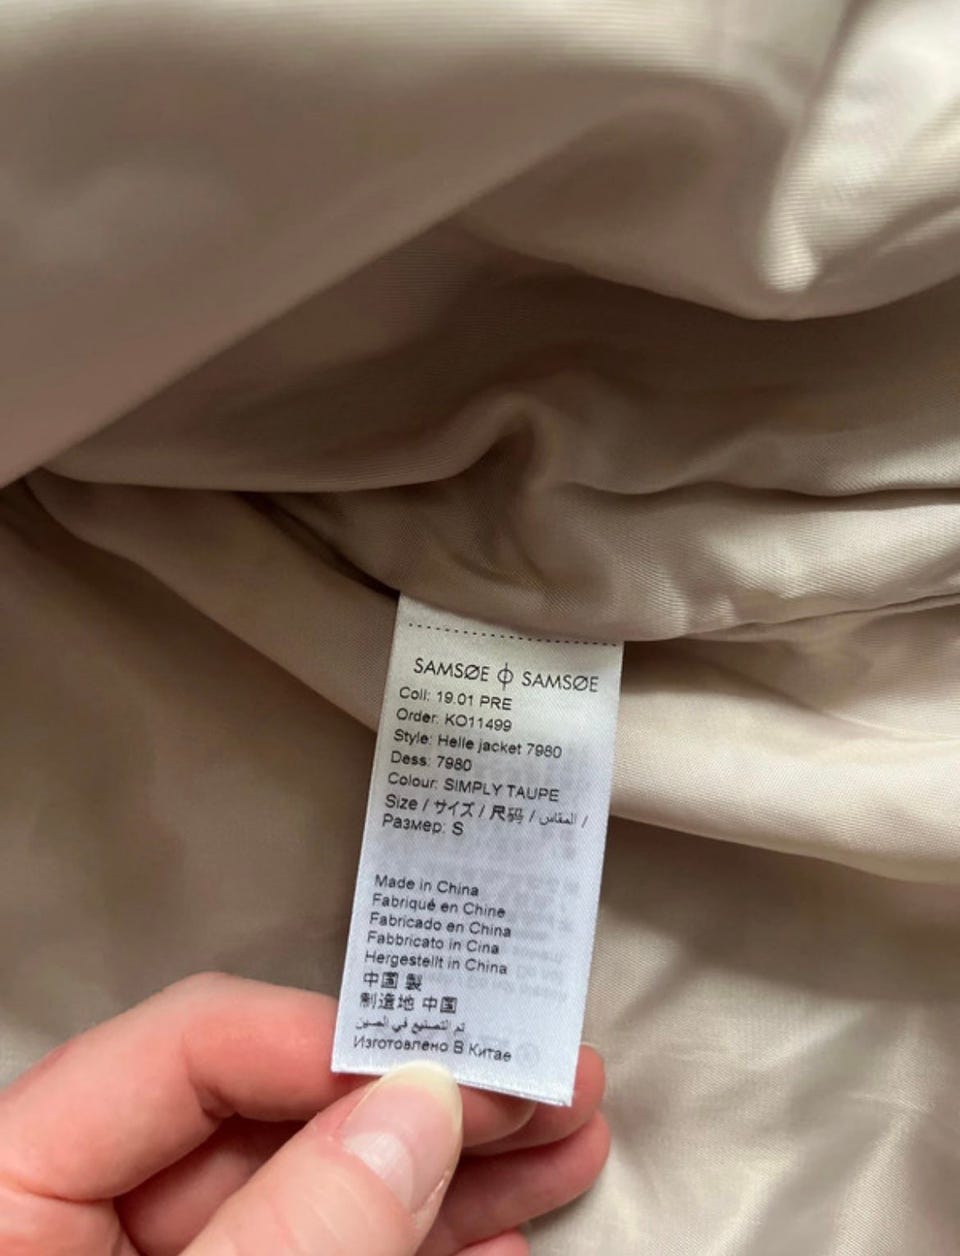 SAMSØE ϕ SAMSØE
Coll: 19.01 PRE
Order: KO11499
Style: Helle jacket 7980
Dess: 7980
Colour: SIMPLY TAUPE
Size / サイズ / 尺码 / المقاس /
Размер: S
Made in China
Fabriqué en Chine
Fabricado en China
Fabbricato in Cina
Hergestellt in China
中国 製
制造地 中国
تم التصنيع في الصين
Изготовлено В Китае